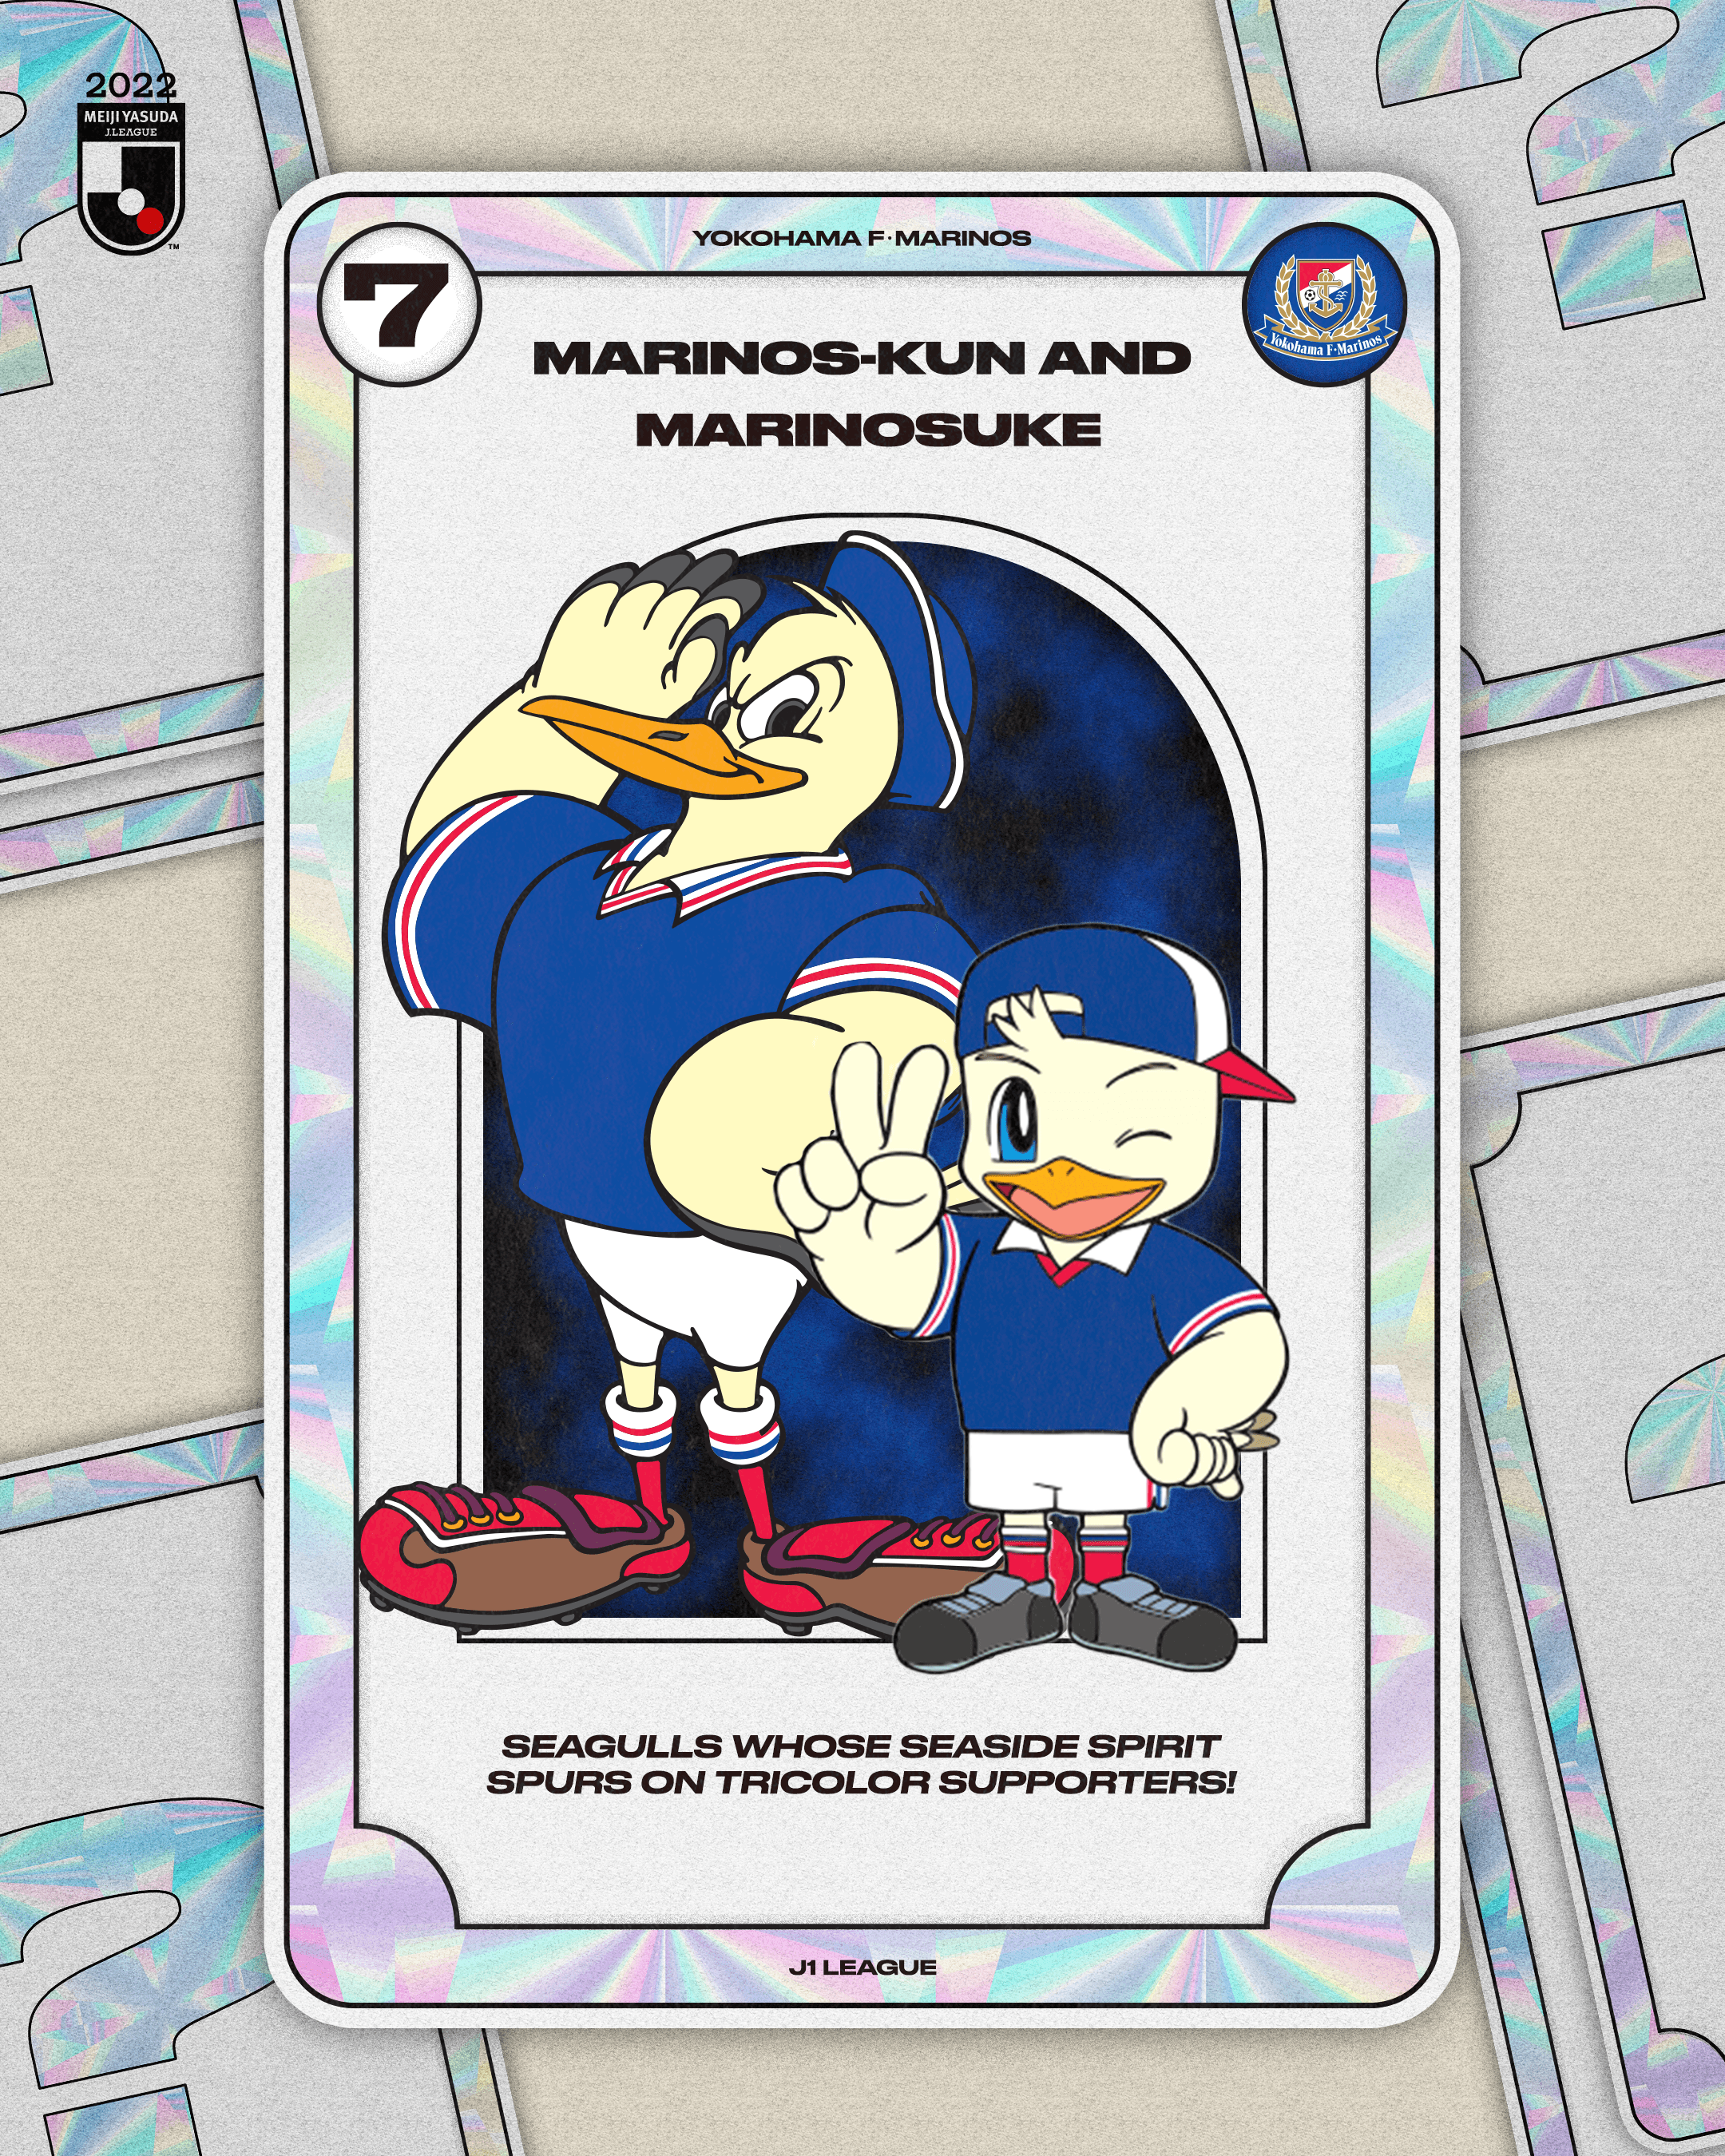 2022
MEIJI YASUDA
J.LEAGUE
TM
YOKOHAMA F·MARINOS
7
Yokohama F·Marinos
MARINOS-KUN AND
MARINOSUKE
SEAGULLS WHOSE SEASIDE SPIRIT
SPURS ON TRICOLOR SUPPORTERS!
J1 LEAGUE